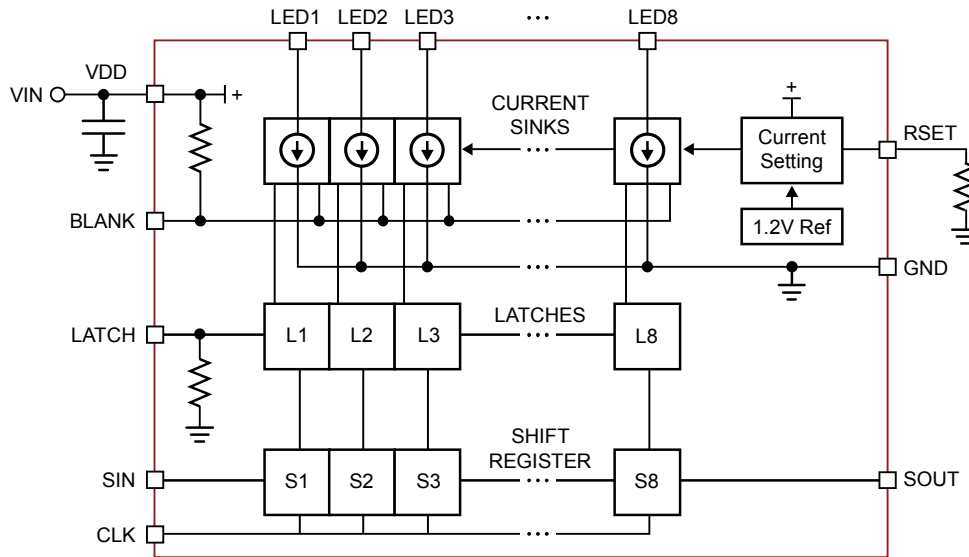 LED1 LED2 LED3 ... LED8
VDD
VIN
+
+
CURRENT
SINKS
...
Current
Setting
RSET
BLANK
...
1.2V Ref
...
GND
LATCH
L1 L2 L3
LATCHES
...
L8
SHIFT
REGISTER
SIN
S1 S2 S3
...
S8
SOUT
CLK
...